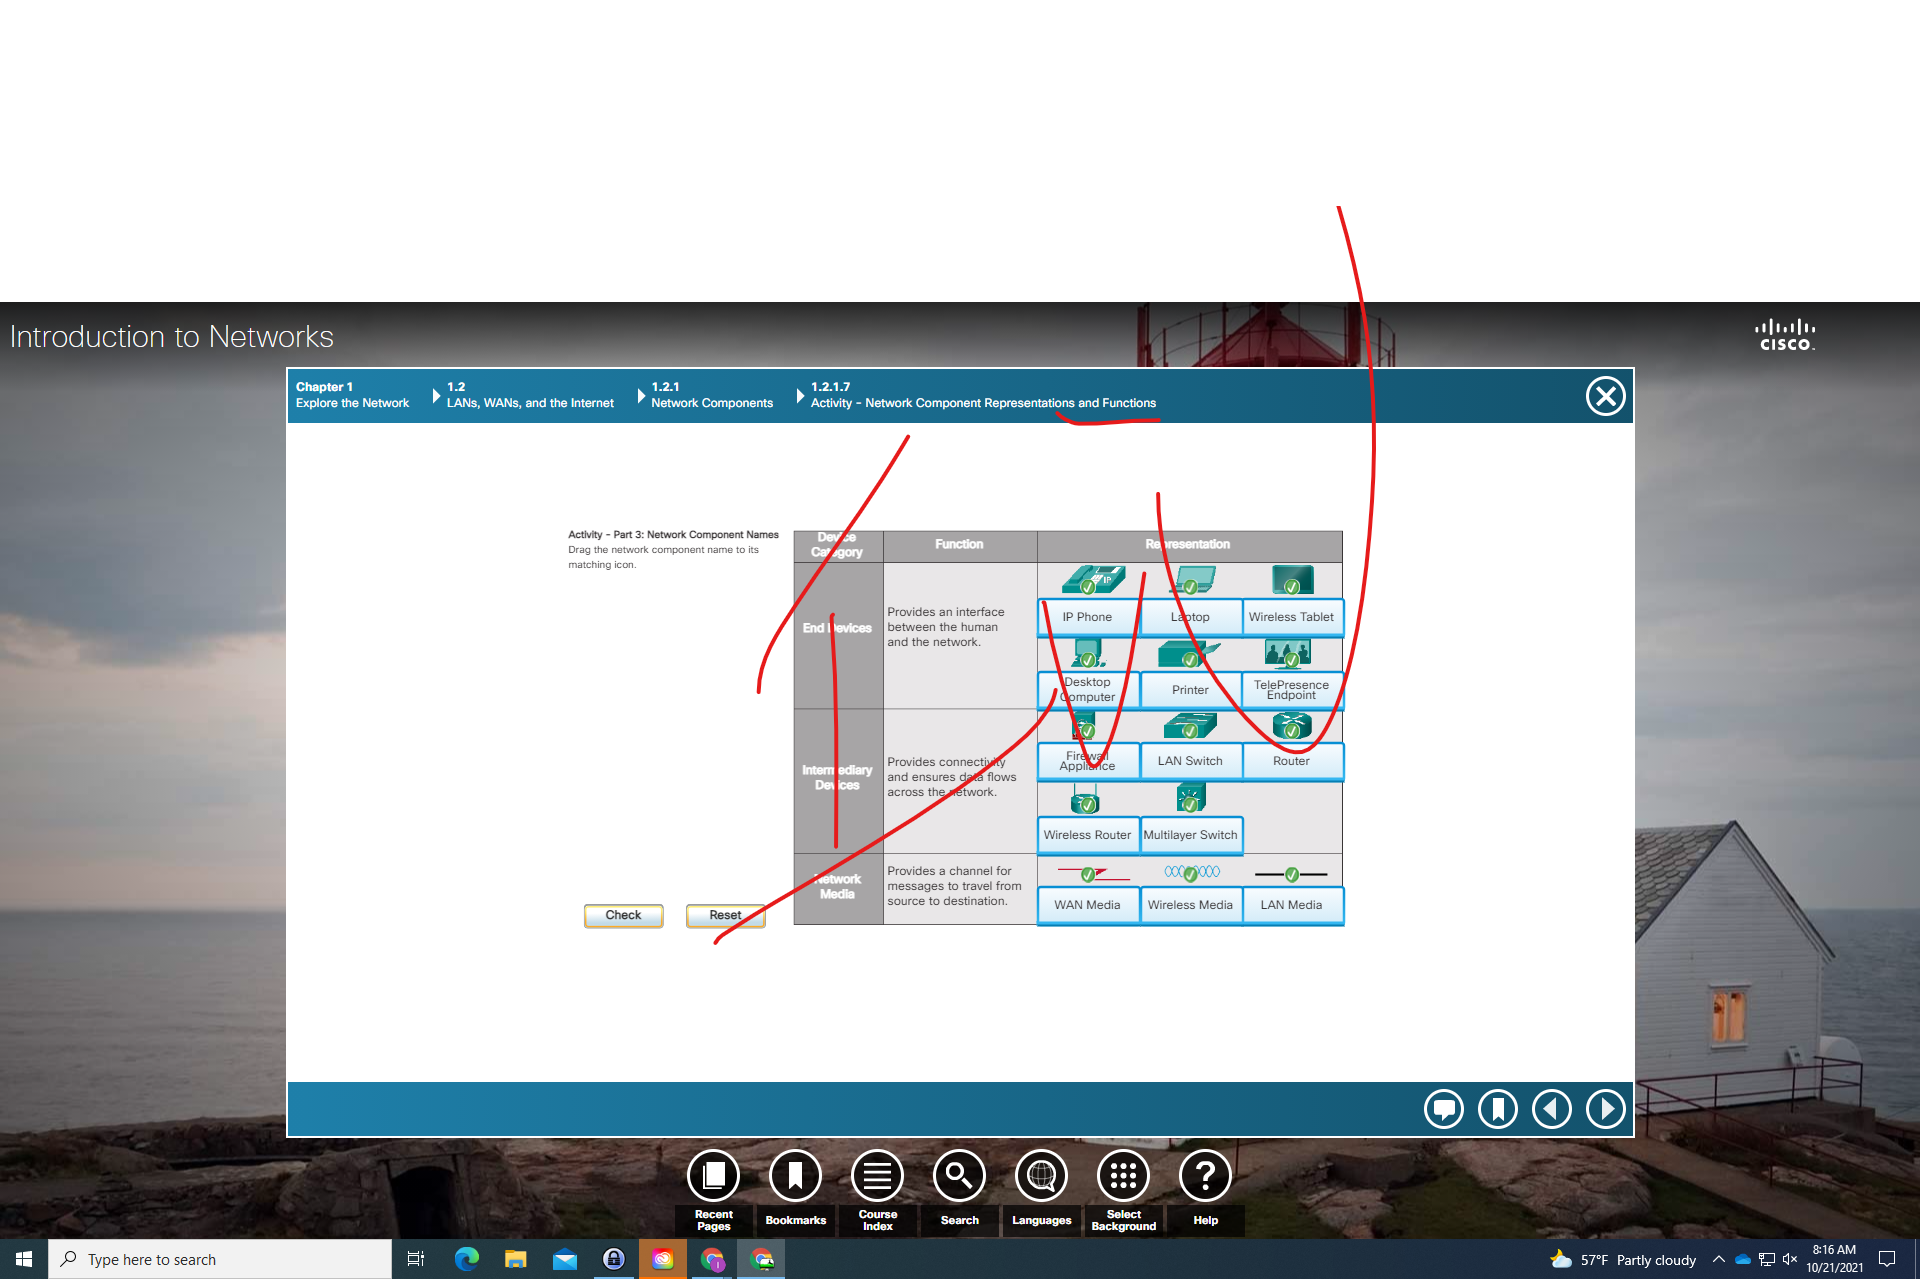 Introduction to Networks
CISCO.
Chapter 1
Explore the Network
1.2
LANs, WANs, and the Internet
1.2.1
Network Components
1.2.1.7
Activity - Network Component Representations and Functions
Activity - Part 3: Network Component Names
Drag the network component name to its
matching icon.
Device
Category
Function
Representation
End Devices
Provides an interface
between the human
and the network.
IP
IP Phone
Laptop
Wireless Tablet
Desktop
Computer
Printer
TelePresence
Endpoint
Intermediary
Devices
Provides connectivity
and ensures data flows
across the network.
Firewall
Appliance
LAN Switch
Router
Wireless Router
Multilayer Switch
Network
Media
Provides a channel for
messages to travel from
source to destination.
WAN Media
Wireless Media
LAN Media
Check
Reset
Recent
Pages
Bookmarks
Course
Index
Search
Languages
Select
Background
?
Help
Type here to search
57°F Partly cloudy
8:16 AM
10/21/2021